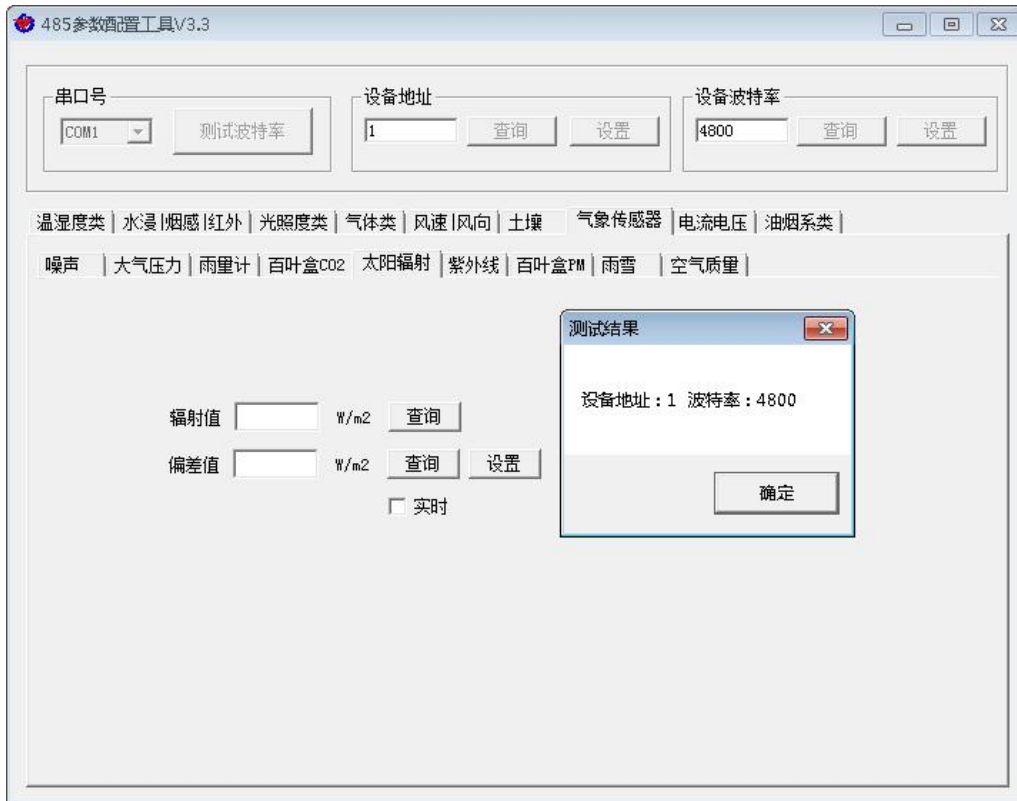 485参数配置工具V3.3
串口号
COM1
测试波特率
设备地址
1
查询
设置
设备波特率
4800
查询
设置
温湿度类
水浸|烟感|红外
光照度类
气体类
风速|风向
土壤
气象传感器
电流电压
油烟系类
噪声
大气压力
雨量计
百叶盒CO2
太阳辐射
紫外线
百叶盒PM
雨雪
空气质量
辐射值
W/m2
查询
偏差值
W/m2
查询
设置
实时
测试结果
设备地址:1 波特率:4800
确定